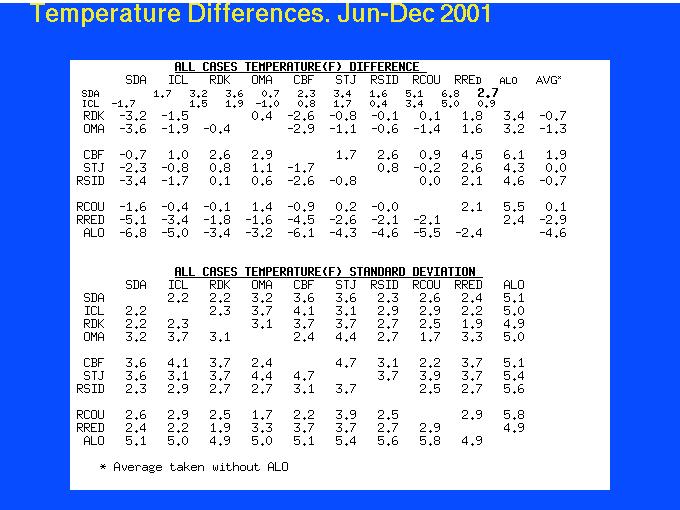 Temperature Differences. Jun-Dec 2001
ALL CASES TEMPERATURE(F) DIFFERENCE
SDA ICL RDK OMA CBF STJ RSID RCOU RRED ALO AVG*
SDA 1.7 3.2 3.6 0.7 2.3 3.4 1.6 5.1 6.8 2.7
ICL -1.7 1.5 1.9 -1.0 0.8 1.7 0.4 3.4 5.0 0.9
RDK -3.2 -1.5 0.4 -2.6 -0.8 -0.1 0.1 1.8 3.4 -0.7
OMA -3.6 -1.9 -0.4 -2.9 -1.1 -0.6 -1.4 1.6 3.2 -1.3
CBF -0.7 1.0 2.6 2.9 1.7 2.6 0.9 4.5 6.1 1.9
STJ -2.3 -0.8 0.8 1.1 -1.7 0.8 -0.2 2.6 4.3 0.0
RSID -3.4 -1.7 0.1 0.6 -2.6 -0.8 0.0 2.1 4.6 -0.7
RCOU -1.6 -0.4 -0.1 1.4 -0.9 0.2 -0.0 2.1 5.5 0.1
RRED -5.1 -3.4 -1.8 -1.6 -4.5 -2.6 -2.1 -2.1 2.4 -2.9
ALO -6.8 -5.0 -3.4 -3.2 -6.1 -4.3 -4.6 -5.5 -2.4 -4.6
ALL CASES TEMPERATURE(F) STANDARD DEVIATION
SDA ICL RDK OMA CBF STJ RSID RCOU RRED ALO
SDA 2.2 2.2 3.2 3.6 3.6 2.3 2.6 2.4 5.1
ICL 2.2 2.3 3.7 4.1 3.1 2.9 2.9 2.2 5.0
RDK 2.2 2.3 3.1 3.7 3.7 2.7 2.5 1.9 4.9
OMA 3.2 3.7 3.1 2.4 4.4 2.7 1.7 3.3 5.0
CBF 3.6 4.1 3.7 2.4 4.7 3.1 2.2 3.7 5.1
STJ 3.6 3.1 3.7 4.4 4.7 3.7 3.9 3.7 5.4
RSID 2.3 2.9 2.7 2.7 3.1 3.7 2.5 2.7 5.6
RCOU 2.6 2.9 2.5 1.7 2.2 3.9 2.5 2.9 5.8
RRED 2.4 2.2 1.9 3.3 3.7 3.7 2.7 2.9 4.9
ALO 5.1 5.0 4.9 5.0 5.1 5.4 5.6 5.8 4.9
* Average taken without ALO